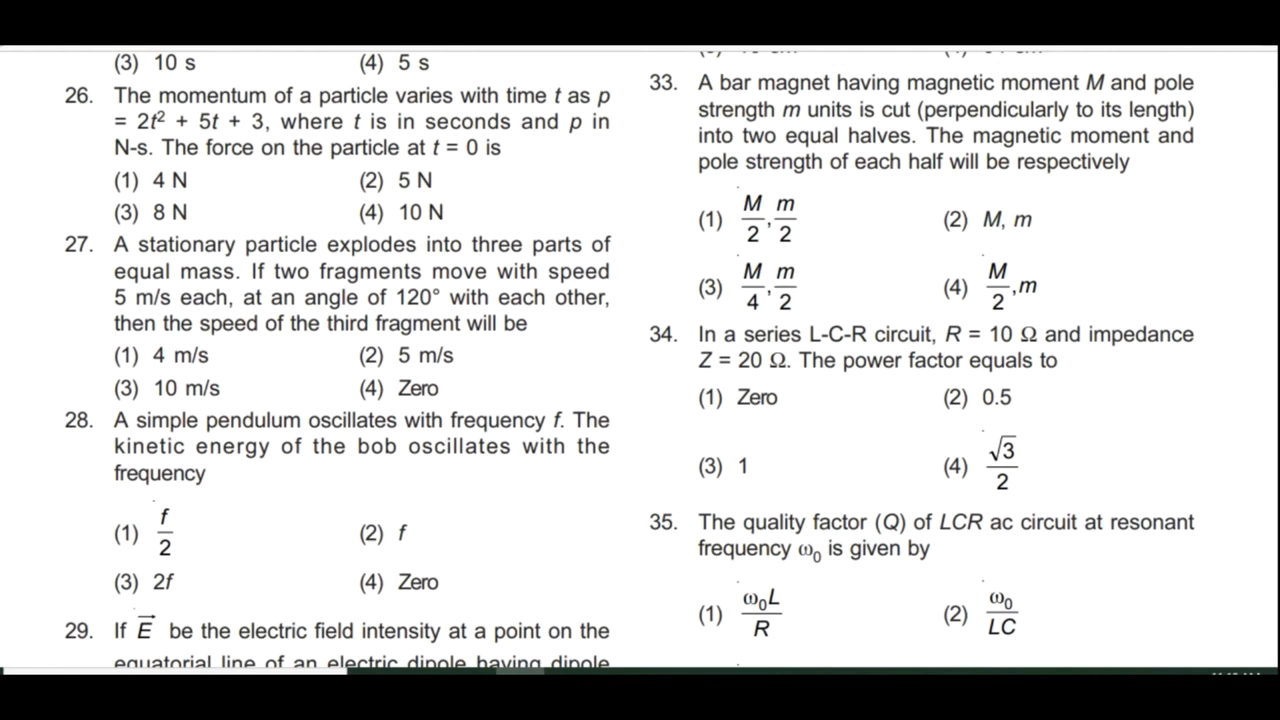 (3) 10 s (4) 5 s
26. The momentum of a particle varies with time t as p
= 2t² + 5t + 3, where t is in seconds and p in
N-s. The force on the particle at t = 0 is
(1) 4 N (2) 5 N
(3) 8 N (4) 10 N
27. A stationary particle explodes into three parts of
equal mass. If two fragments move with speed
5 m/s each, at an angle of 120° with each other,
then the speed of the third fragment will be
(1) 4 m/s (2) 5 m/s
(3) 10 m/s (4) Zero
28. A simple pendulum oscillates with frequency f. The
kinetic energy of the bob oscillates with the
frequency
(1) f/2 (2) f
(3) 2f (4) Zero
29. If E⃗ be the electric field intensity at a point on the
equatorial line of an electric dipole having dipole
33. A bar magnet having magnetic moment M and pole
strength m units is cut (perpendicularly to its length)
into two equal halves. The magnetic moment and
pole strength of each half will be respectively
(1) M/2, m/2 (2) M, m
(3) M/4, m/2 (4) M/2, m
34. In a series L-C-R circuit, R = 10 Ω and impedance
Z = 20 Ω. The power factor equals to
(1) Zero (2) 0.5
(3) 1 (4) √3/2
35. The quality factor (Q) of LCR ac circuit at resonant
frequency ω₀ is given by
(1) ω₀L/R (2) ω₀/LC